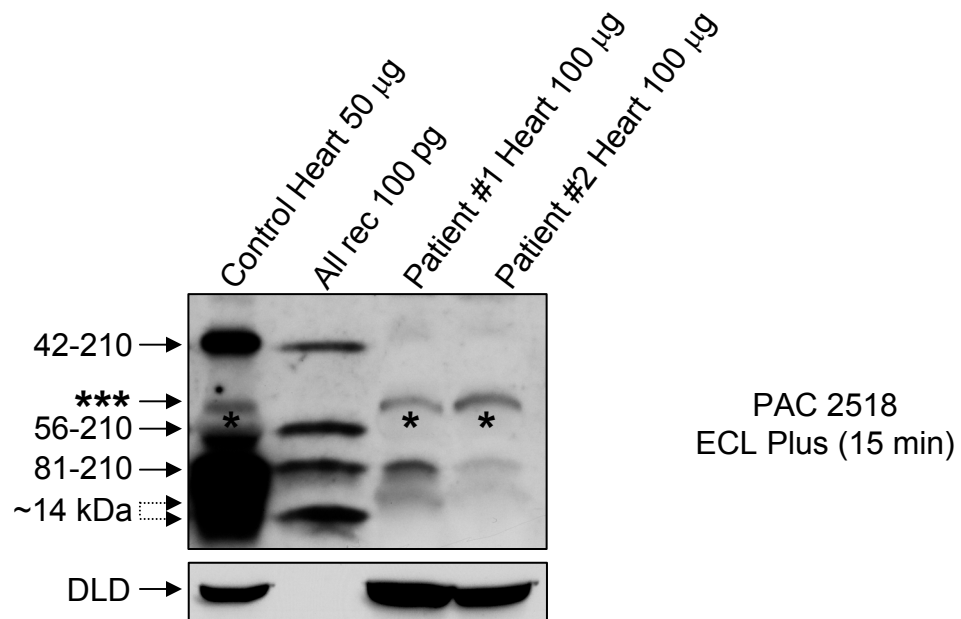 Control Heart 50 μg
All rec 100 pg
Patient #1 Heart 100 μg
Patient #2 Heart 100 μg
42-210
***
56-210
81-210
~14 kDa
* * *
PAC 2518
ECL Plus (15 min)
DLD